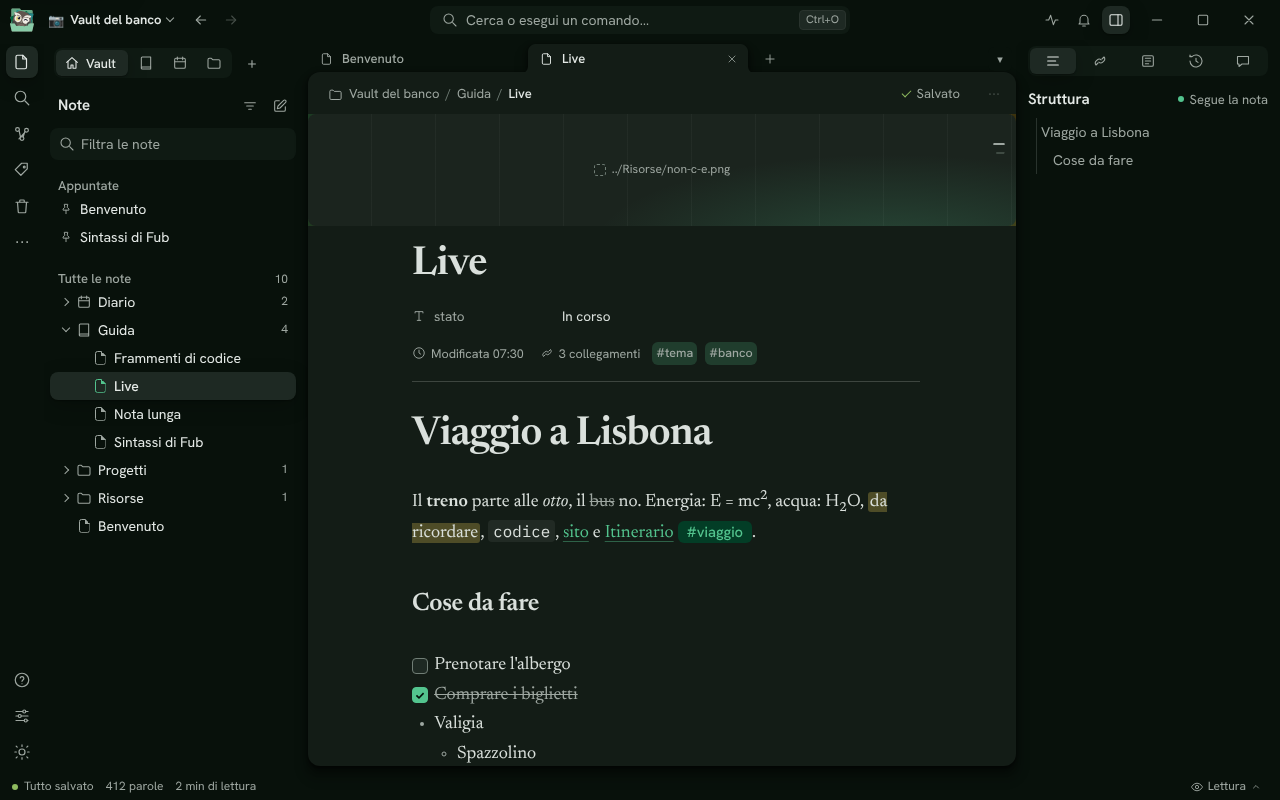 Vault del banco
Cerca o esegui un comando...
Ctrl+O
Vault
Benvenuto
Live
Note
Filtra le note
Appuntate
Benvenuto
Sintassi di Fub
Tutte le note 10
Diario 2
Guida 4
Frammenti di codice
Live
Nota lunga
Sintassi di Fub
Progetti 1
Risorse 1
Benvenuto
Vault del banco / Guida / Live
Salvato
../Risorse/non-c-e.png
Live
stato In corso
Modificata 07:30 3 collegamenti #tema #banco
Viaggio a Lisbona
Il treno parte alle otto, il bus no. Energia: E = mc², acqua: H₂O, da
ricordare, codice, sito e Itinerario #viaggio.
Cose da fare
Prenotare l'albergo
Comprare i biglietti
Valigia
Spazzolino
Struttura
Segue la nota
Viaggio a Lisbona
Cose da fare
Tutto salvato 412 parole 2 min di lettura
Lettura